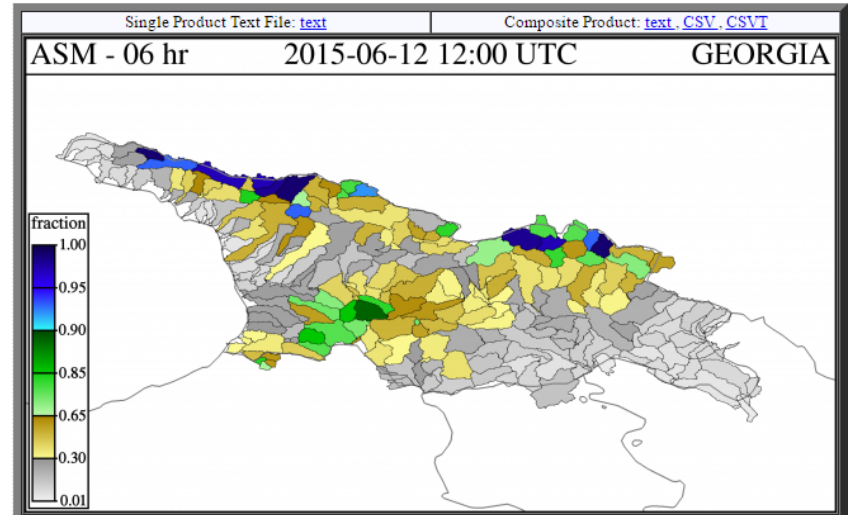 Single Product Text File: text
Composite Product: text , CSV , CSVT
ASM - 06 hr 2015-06-12 12:00 UTC GEORGIA
fraction
1.00
0.95
0.90
0.85
0.65
0.30
0.01